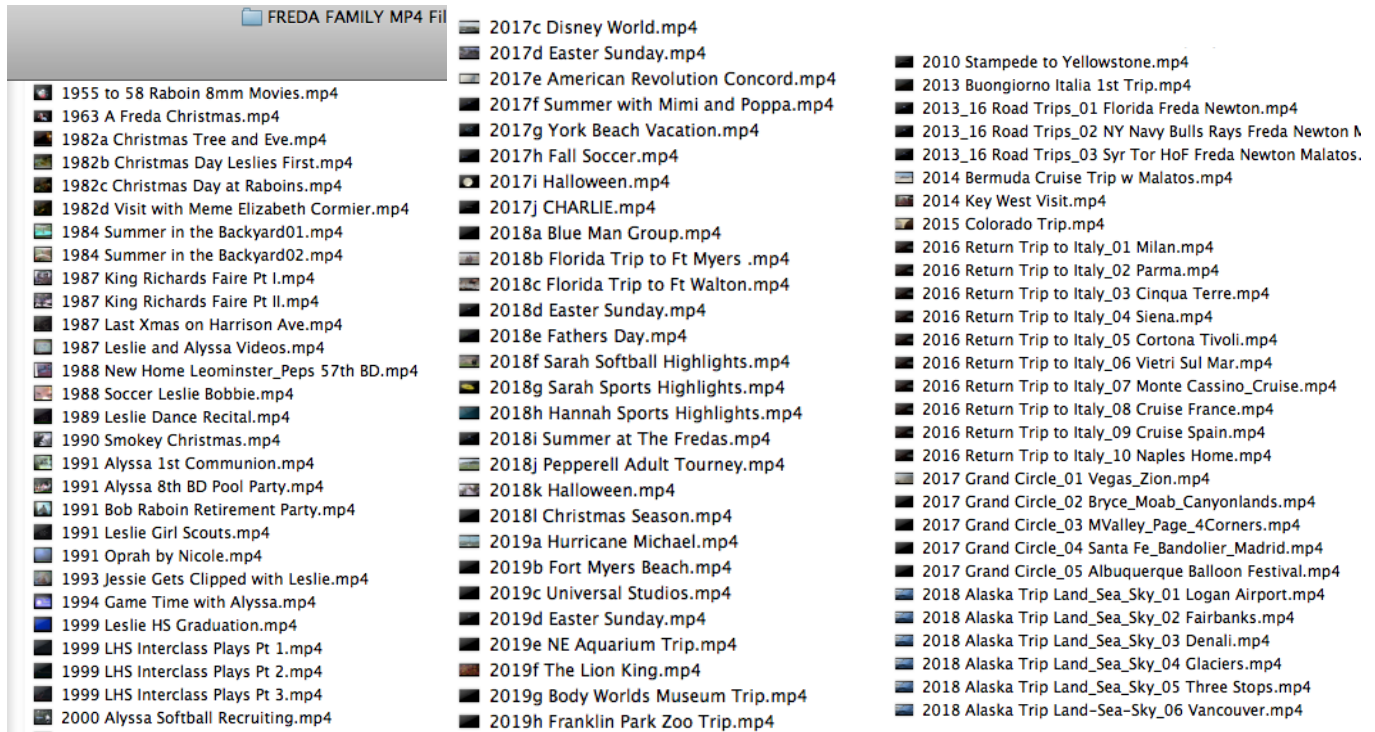 FREDA FAMILY MP4 Fil
1955 to 58 Raboin 8mm Movies.mp4
1963 A Freda Christmas.mp4
1982a Christmas Tree and Eve.mp4
1982b Christmas Day Leslies First.mp4
1982c Christmas Day at Raboins.mp4
1982d Visit with Meme Elizabeth Cormier.mp4
1984 Summer in the Backyard01.mp4
1984 Summer in the Backyard02.mp4
1987 King Richards Faire Pt I.mp4
1987 King Richards Faire Pt II.mp4
1987 Last Xmas on Harrison Ave.mp4
1987 Leslie and Alyssa Videos.mp4
1988 New Home Leominster_Peps 57th BD.mp4
1988 Soccer Leslie Bobbie.mp4
1989 Leslie Dance Recital.mp4
1990 Smokey Christmas.mp4
1991 Alyssa 1st Communion.mp4
1991 Alyssa 8th BD Pool Party.mp4
1991 Bob Raboin Retirement Party.mp4
1991 Leslie Girl Scouts.mp4
1991 Oprah by Nicole.mp4
1993 Jessie Gets Clipped with Leslie.mp4
1994 Game Time with Alyssa.mp4
1999 Leslie HS Graduation.mp4
1999 LHS Interclass Plays Pt 1.mp4
1999 LHS Interclass Plays Pt 2.mp4
1999 LHS Interclass Plays Pt 3.mp4
2000 Alyssa Softball Recruiting.mp4
2017c Disney World.mp4
2017d Easter Sunday.mp4
2017e American Revolution Concord.mp4
2017f Summer with Mimi and Poppa.mp4
2017g York Beach Vacation.mp4
2017h Fall Soccer.mp4
2017i Halloween.mp4
2017j CHARLIE.mp4
2018a Blue Man Group.mp4
2018b Florida Trip to Ft Myers .mp4
2018c Florida Trip to Ft Walton.mp4
2018d Easter Sunday.mp4
2018e Fathers Day.mp4
2018f Sarah Softball Highlights.mp4
2018g Sarah Sports Highlights.mp4
2018h Hannah Sports Highlights.mp4
2018i Summer at The Fredas.mp4
2018j Pepperell Adult Tourney.mp4
2018k Halloween.mp4
2018l Christmas Season.mp4
2019a Hurricane Michael.mp4
2019b Fort Myers Beach.mp4
2019c Universal Studios.mp4
2019d Easter Sunday.mp4
2019e NE Aquarium Trip.mp4
2019f The Lion King.mp4
2019g Body Worlds Museum Trip.mp4
2019h Franklin Park Zoo Trip.mp4
2010 Stampede to Yellowstone.mp4
2013 Buongiorno Italia 1st Trip.mp4
2013_16 Road Trips_01 Florida Freda Newton.mp4
2013_16 Road Trips_02 NY Navy Bulls Rays Freda Newton M
2013_16 Road Trips_03 Syr Tor HoF Freda Newton Malatos.
2014 Bermuda Cruise Trip w Malatos.mp4
2014 Key West Visit.mp4
2015 Colorado Trip.mp4
2016 Return Trip to Italy_01 Milan.mp4
2016 Return Trip to Italy_02 Parma.mp4
2016 Return Trip to Italy_03 Cinqua Terre.mp4
2016 Return Trip to Italy_04 Siena.mp4
2016 Return Trip to Italy_05 Cortona Tivoli.mp4
2016 Return Trip to Italy_06 Vietri Sul Mar.mp4
2016 Return Trip to Italy_07 Monte Cassino_Cruise.mp4
2016 Return Trip to Italy_08 Cruise France.mp4
2016 Return Trip to Italy_09 Cruise Spain.mp4
2016 Return Trip to Italy_10 Naples Home.mp4
2017 Grand Circle_01 Vegas_Zion.mp4
2017 Grand Circle_02 Bryce_Moab_Canyonlands.mp4
2017 Grand Circle_03 MValley_Page_4Corners.mp4
2017 Grand Circle_04 Santa Fe_Bandolier_Madrid.mp4
2017 Grand Circle_05 Albuquerque Balloon Festival.mp4
2018 Alaska Trip Land_Sea_Sky_01 Logan Airport.mp4
2018 Alaska Trip Land_Sea_Sky_02 Fairbanks.mp4
2018 Alaska Trip Land_Sea_Sky_03 Denali.mp4
2018 Alaska Trip Land_Sea_Sky_04 Glaciers.mp4
2018 Alaska Trip Land_Sea_Sky_05 Three Stops.mp4
2018 Alaska Trip Land-Sea-Sky_06 Vancouver.mp4